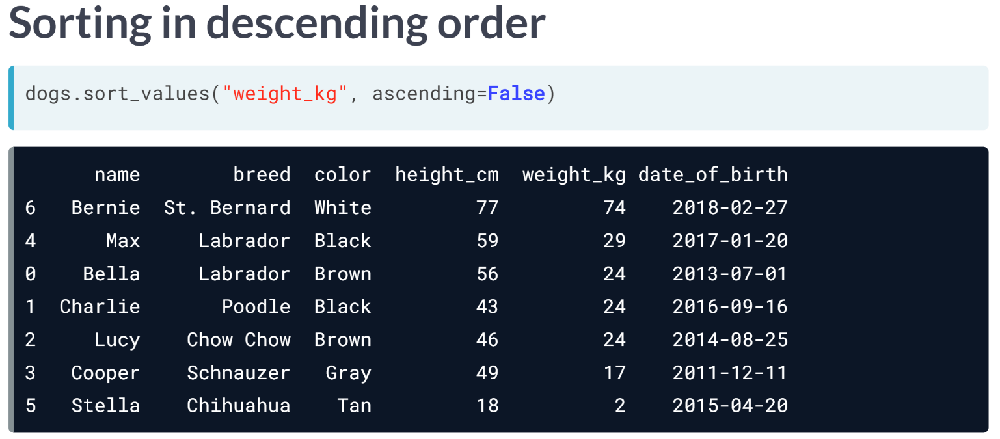 Sorting in descending order
dogs.sort_values("weight_kg", ascending=False)
name breed color height_cm weight_kg date_of_birth
6 Bernie St. Bernard White 77 74 2018-02-27
4 Max Labrador Black 59 29 2017-01-20
0 Bella Labrador Brown 56 24 2013-07-01
1 Charlie Poodle Black 43 24 2016-09-16
2 Lucy Chow Chow Brown 46 24 2014-08-25
3 Cooper Schnauzer Gray 49 17 2011-12-11
5 Stella Chihuahua Tan 18 2 2015-04-20